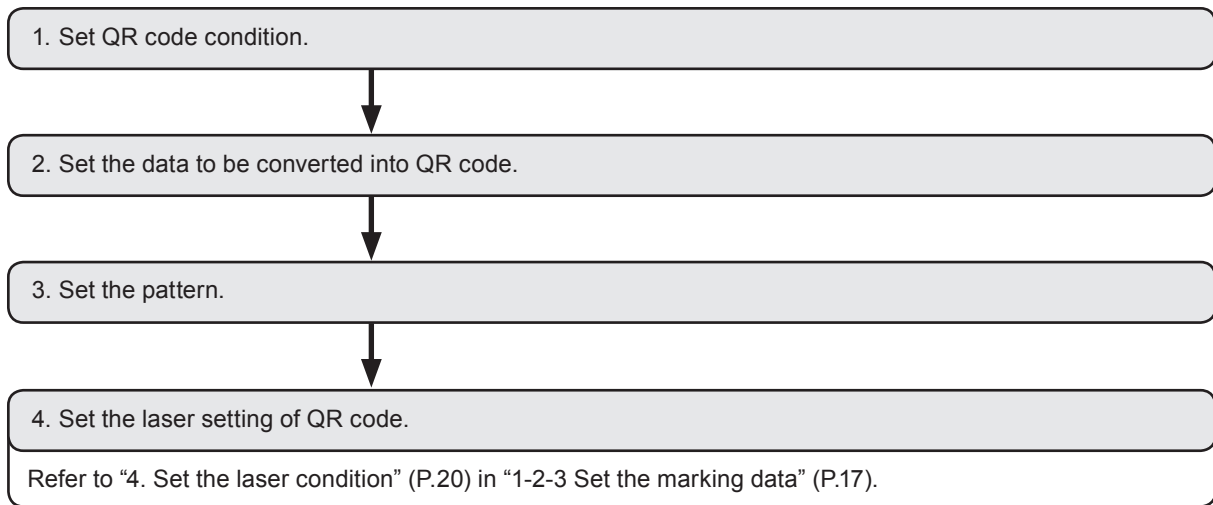 1. Set QR code condition.
2. Set the data to be converted into QR code.
3. Set the pattern.
4. Set the laser setting of QR code.
Refer to “4. Set the laser condition” (P.20) in “1-2-3 Set the marking data” (P.17).